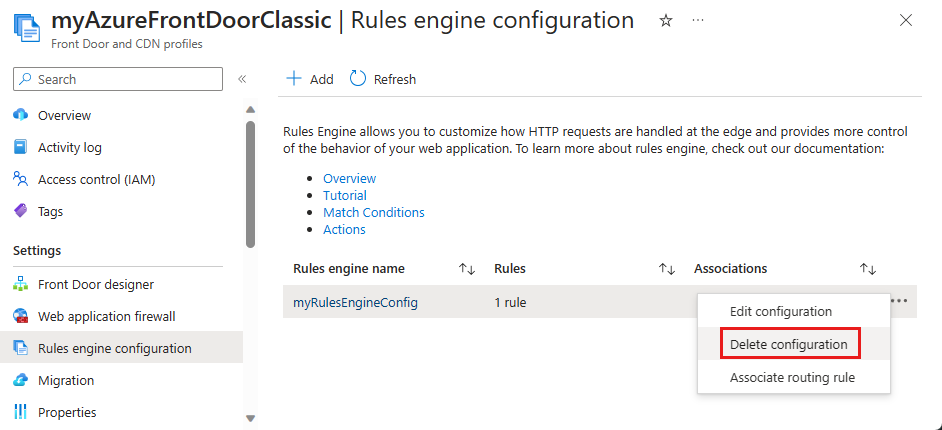 myAzureFrontDoorClassic | Rules engine configuration
Front Door and CDN profiles
Search
Add Refresh
Overview
Activity log
Access control (IAM)
Tags
Settings
Front Door designer
Web application firewall
Rules engine configuration
Migration
Properties
Rules Engine allows you to customize how HTTP requests are handled at the edge and provides more control
of the behavior of your web application. To learn more about rules engine, check out our documentation:
Overview
Tutorial
Match Conditions
Actions
Rules engine name Rules Associations
myRulesEngineConfig 1 rule
Edit configuration
Delete configuration
Associate routing rule